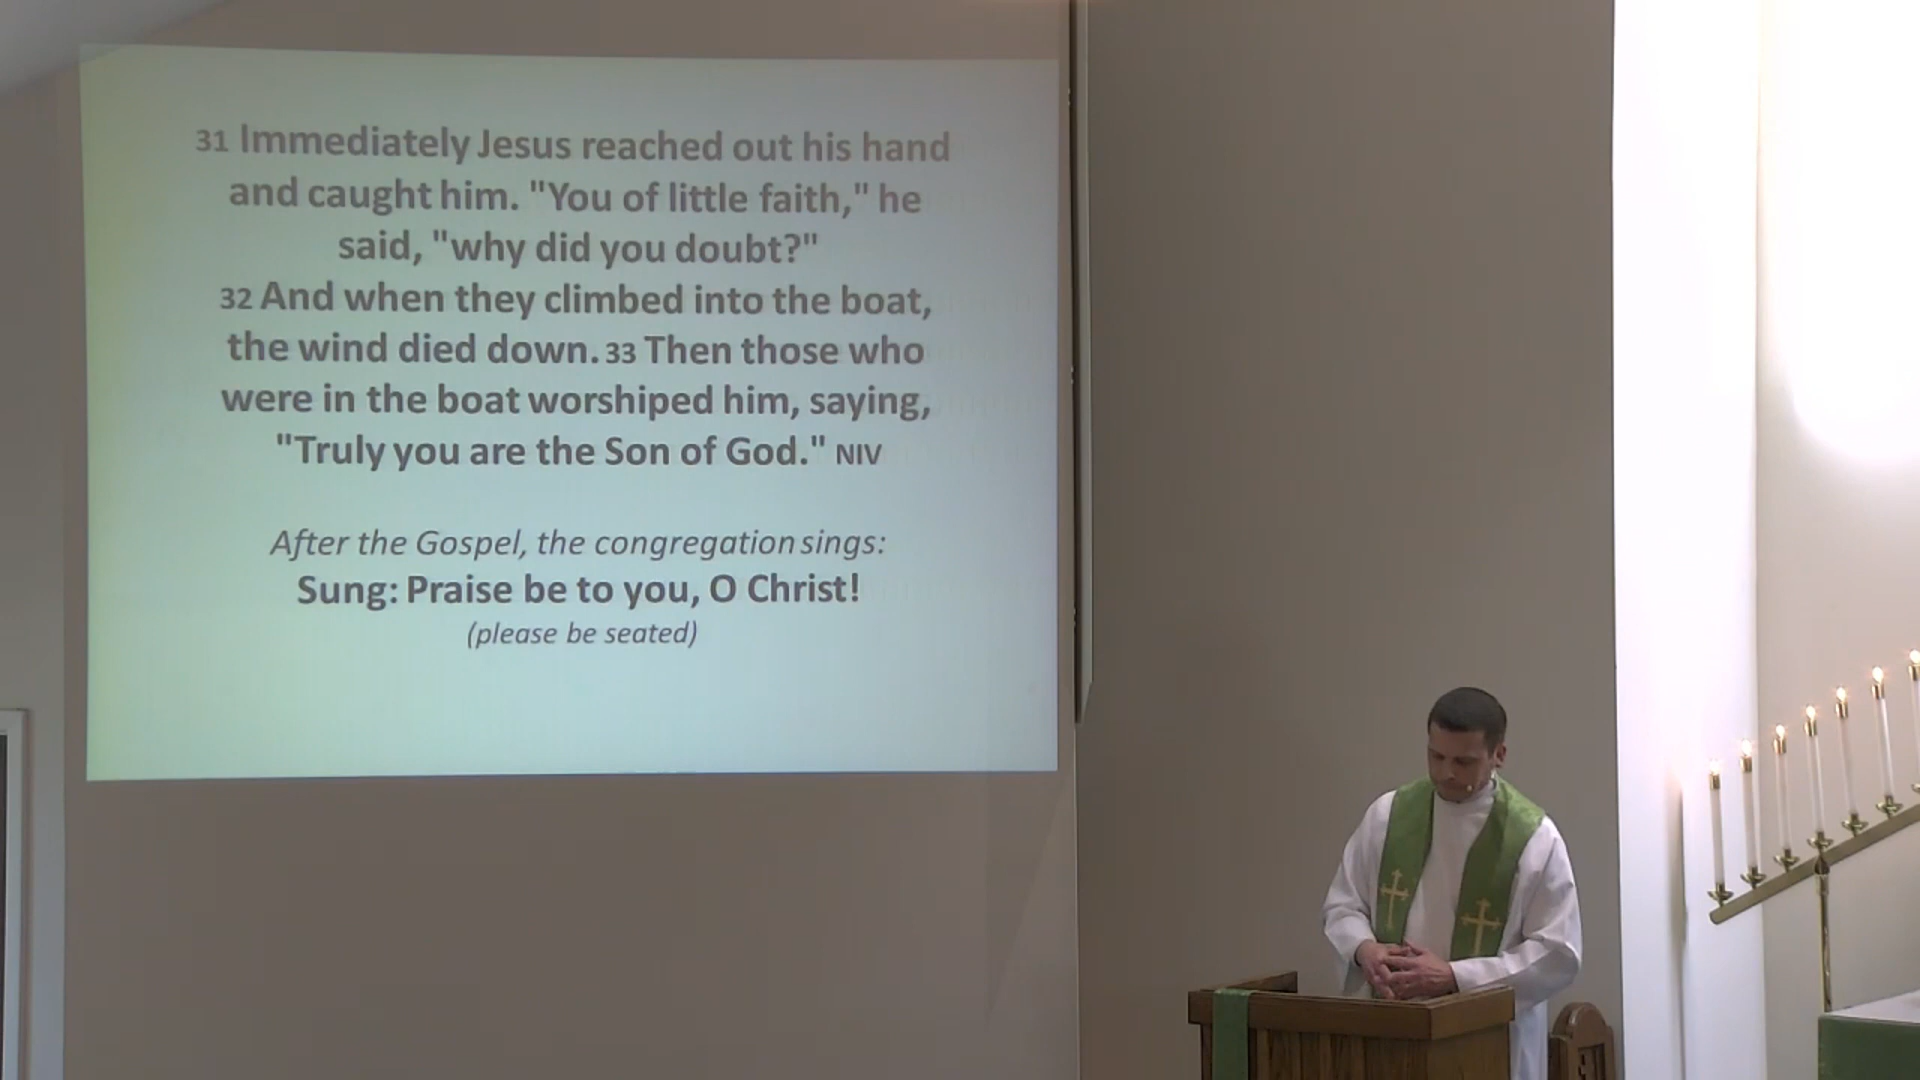 31 Immediately Jesus reached out his hand
and caught him. "You of little faith," he
said, "why did you doubt?"
32 And when they climbed into the boat,
the wind died down. 33 Then those who
were in the boat worshiped him, saying,
"Truly you are the Son of God." NIV
After the Gospel, the congregation sings:
Sung: Praise be to you, O Christ!
(please be seated)